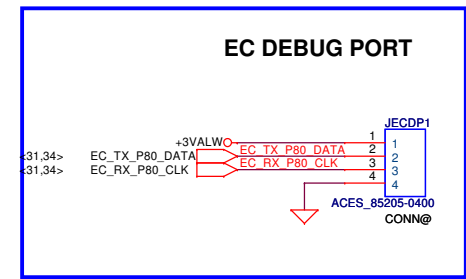 EC DEBUG PORT
JECDP1
+3VALW 1 1
<31,34> EC_TX_P80_DATA EC_TX_P80_DATA 2 2
<31,34> EC_RX_P80_CLK EC_RX_P80_CLK 3 3
4 4
ACES_85205-0400
CONN@